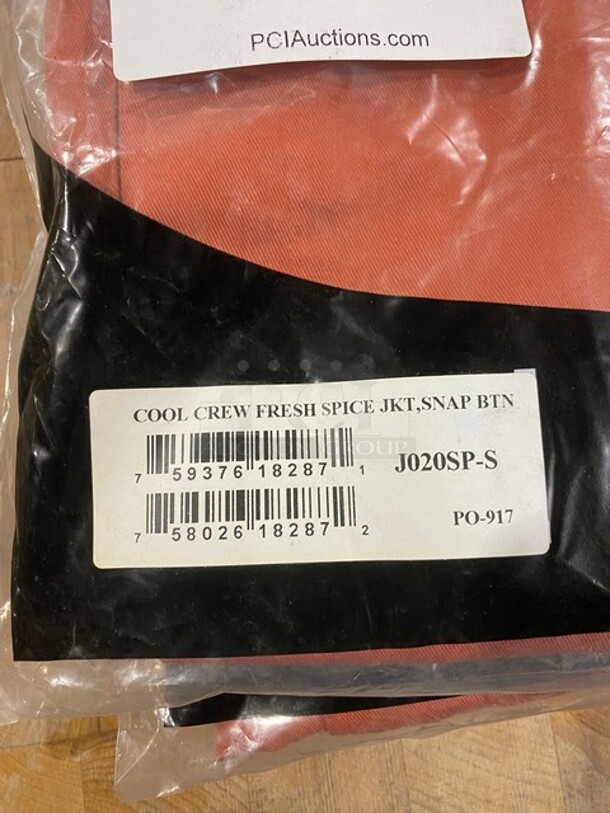 PCIAuctions.com
COOL CREW FRESH SPICE JKT,SNAP BTN
7 59376 18287 1
J020SP-S
7 58026 18287 2
PO-917